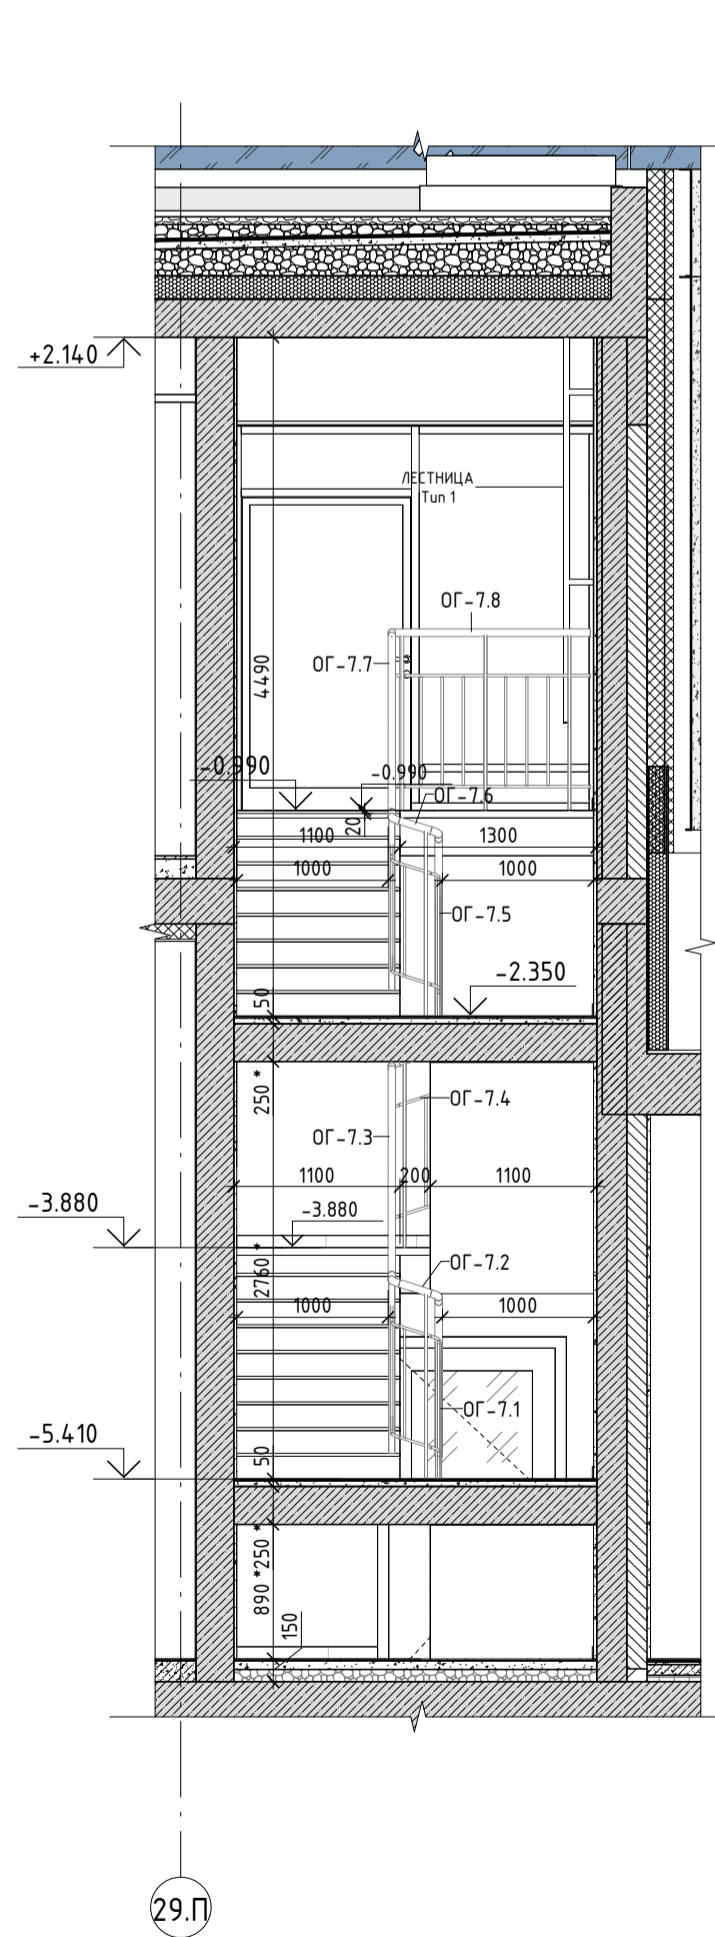 +2.140
ЛЕСТНИЦА
Тип 1
ОГ-7.8
ОГ-7.7
4490
-0.990
-0.990
ОГ-7.6
20
1100
1300
1000
1000
ОГ-7.5
-2.350
50
250 *
ОГ-7.4
ОГ-7.3
1100
200
1100
-3.880
-3.880
2760 *
ОГ-7.2
1000
1000
ОГ-7.1
-5.410
50
250 *
890 *
150
29.П